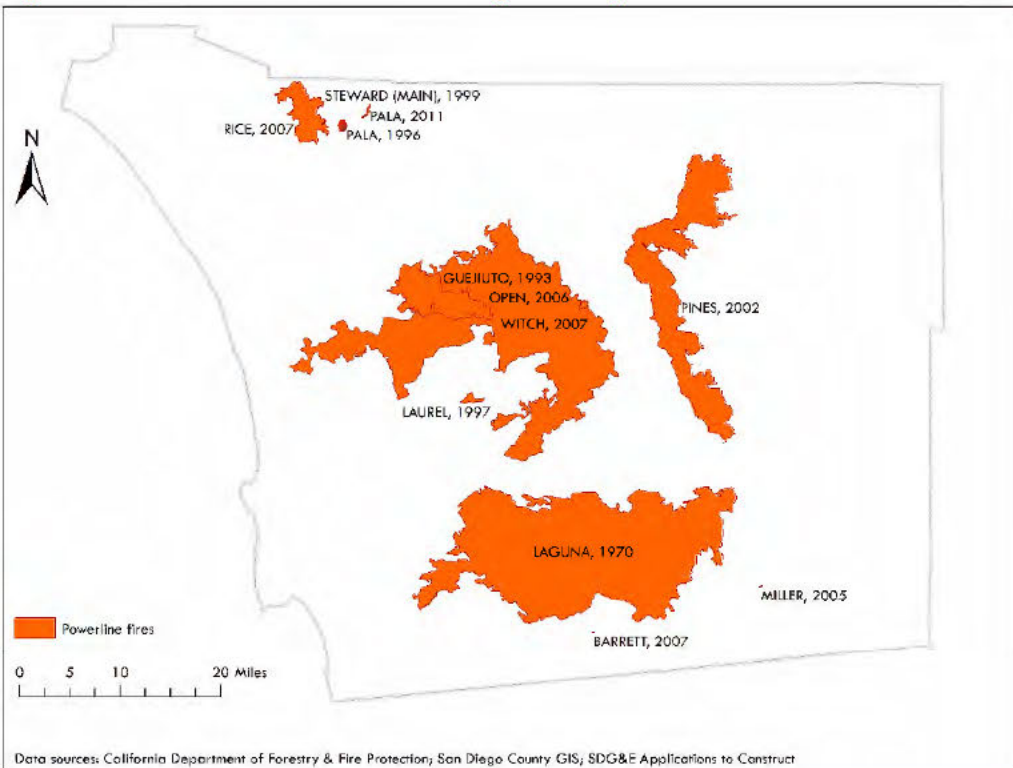 STEWARD (MAIN), 1999
PALA, 2011
RICE, 2007
PALA, 1996
N
GUEJIUTO, 1993
OPEN, 2006
PINES, 2002
WITCH, 2007
LAUREL, 1997
LAGUNA, 1970
MILLER, 2005
Powerline fires
BARRETT, 2007
0 5 10 20 Miles
Data sources: California Department of Forestry & Fire Protection; San Diego County GIS; SDG&E Applications to Construct